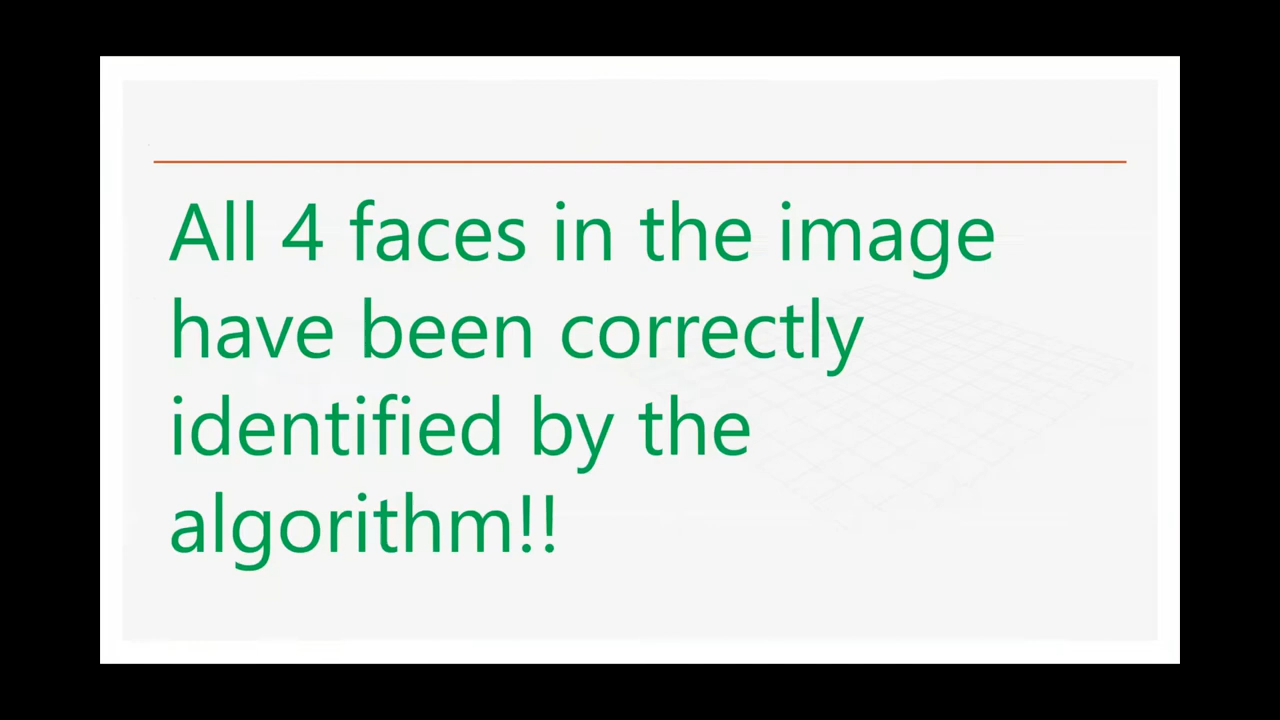 All 4 faces in the image
have been correctly
identified by the
algorithm!!